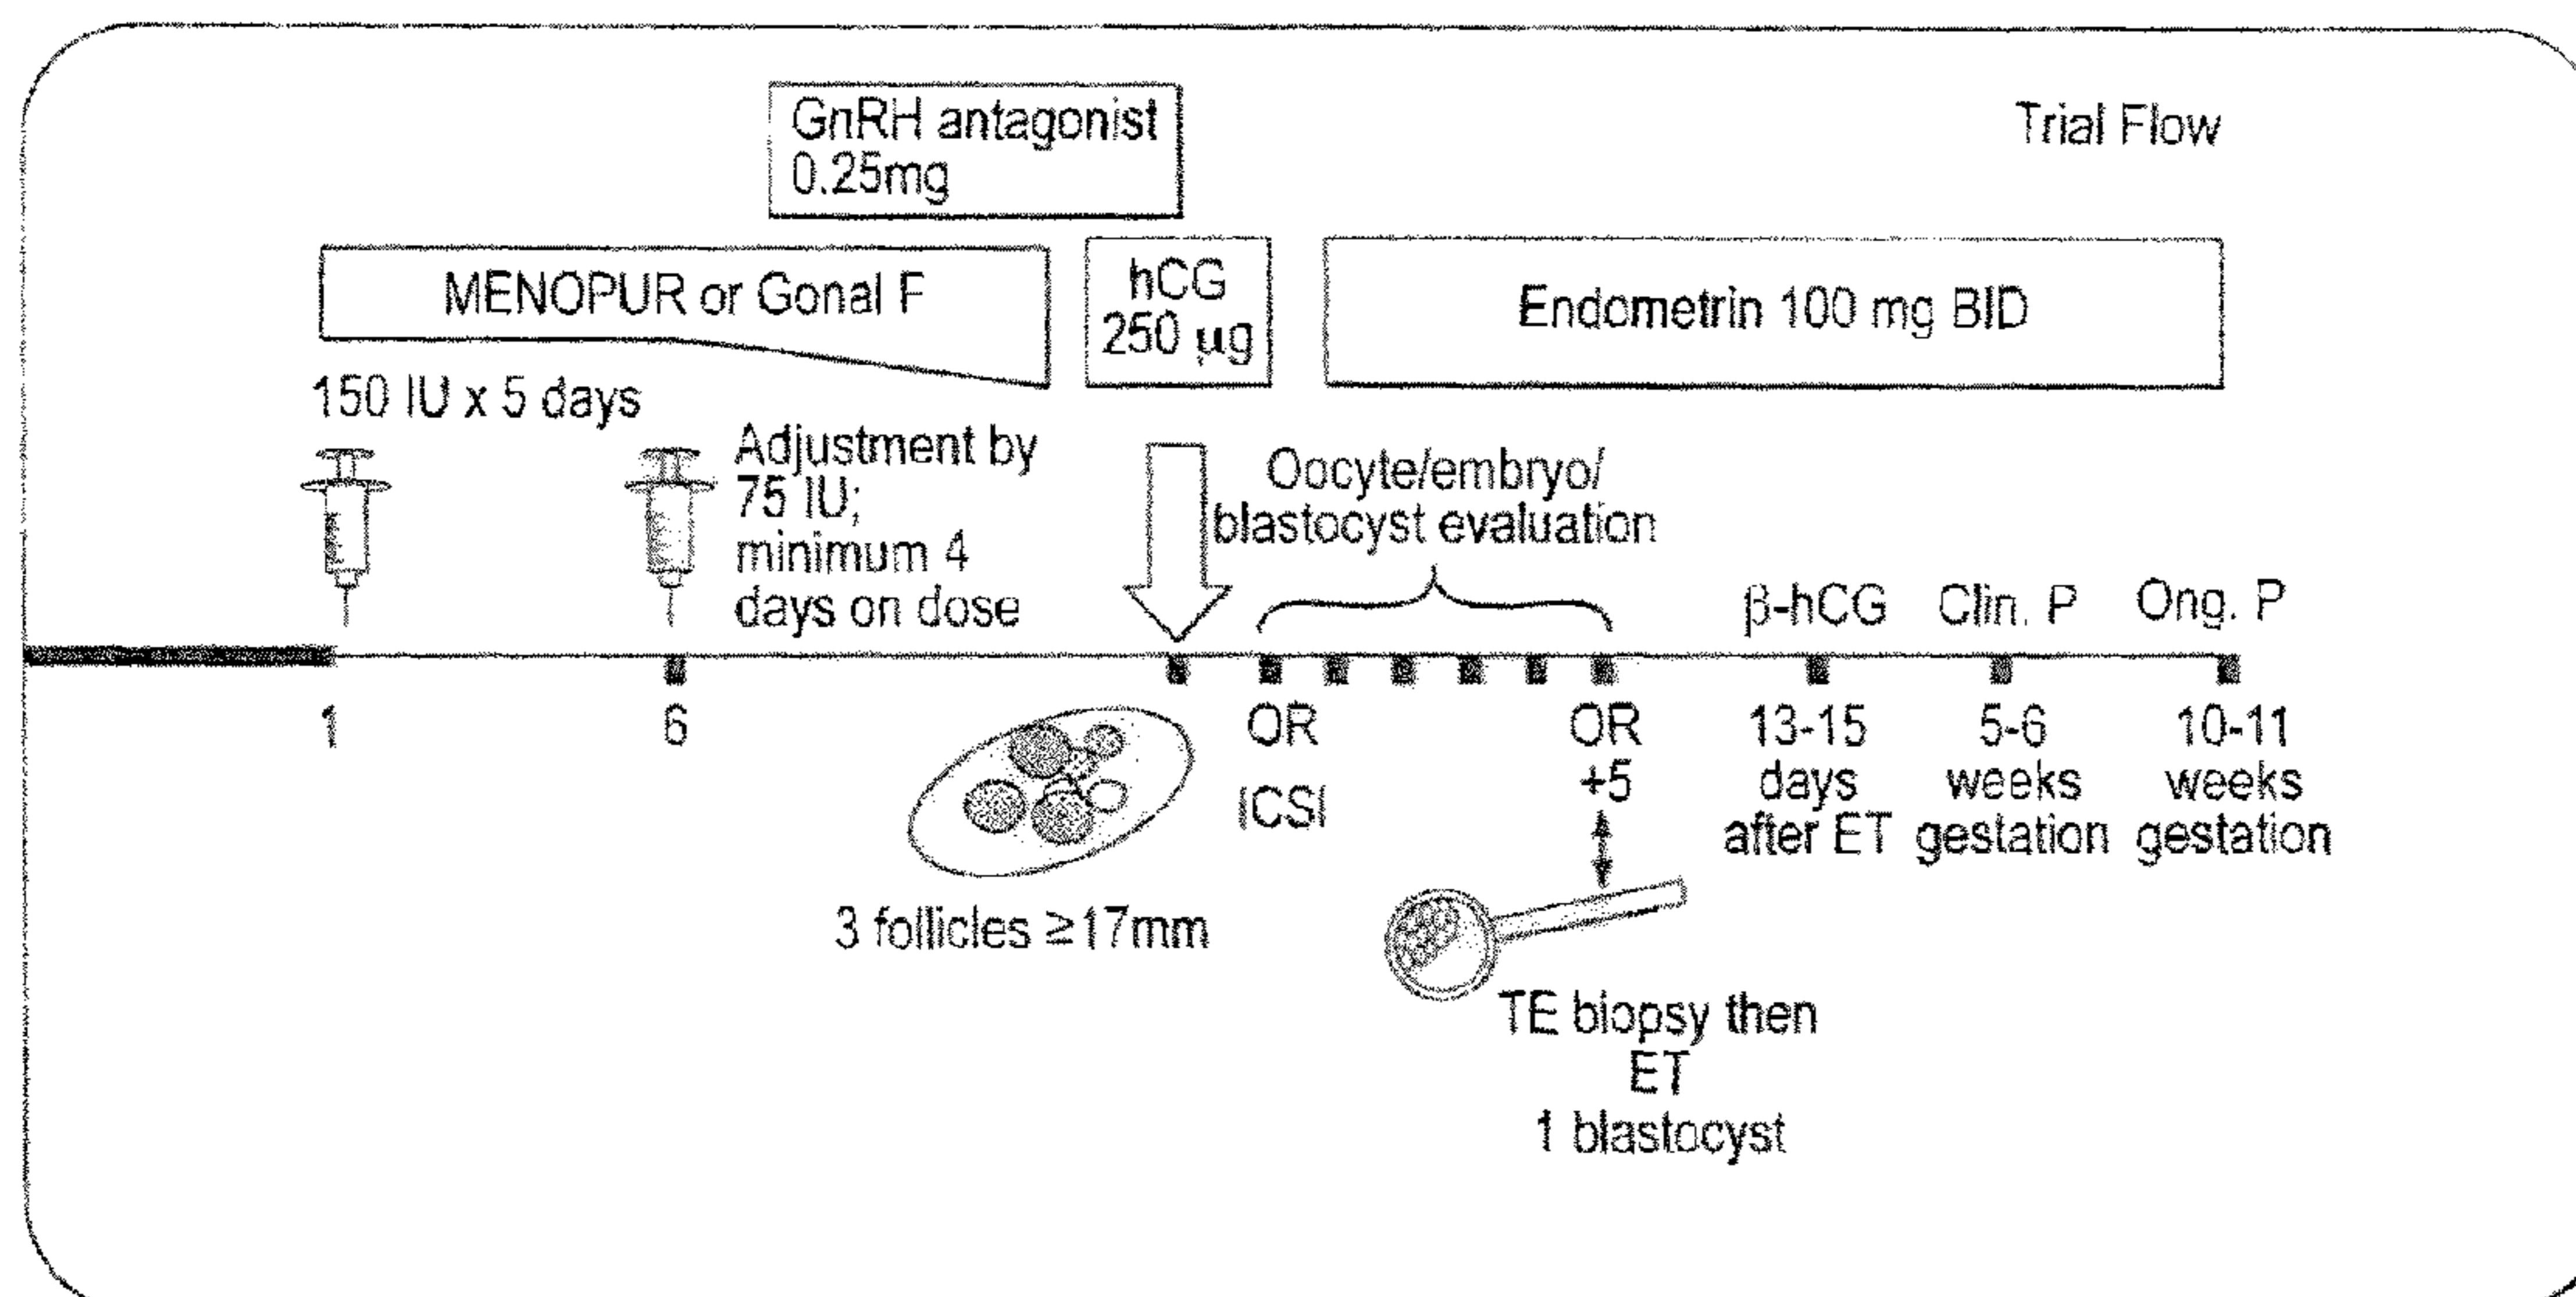 GnRH antagonist
0.25mg
Trial Flow
MENOPUR or Gonal F
hCG
250 µg
Endometrin 100 mg BID
150 IU x 5 days
Adjustment by
75 IU;
minimum 4
days on dose
Oocyte/embryo/
blastocyst evaluation
β-hCG
Clin. P
Ong. P
1
6
OR
ICSI
OR
+5
13-15
days
after ET
5-6
weeks
gestation
10-11
weeks
gestation
3 follicles ≥17mm
TE biopsy then
ET
1 blastocyst